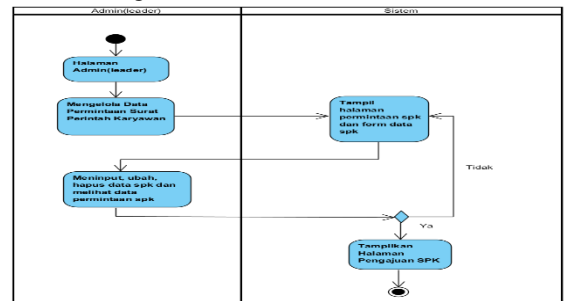 Admin(leader)
Sistem
Halaman
Admin(leader)
Mengelola Data
Permintaan Surat
Perintah Karyawan
Tampil
halaman
permintaan spk
dan form data
spk
Meninput, ubah,
hapus data spk dan
melihat data
permintaan spk
Tidak
Ya
Tampilkan
Halaman
Pengajuan SPK